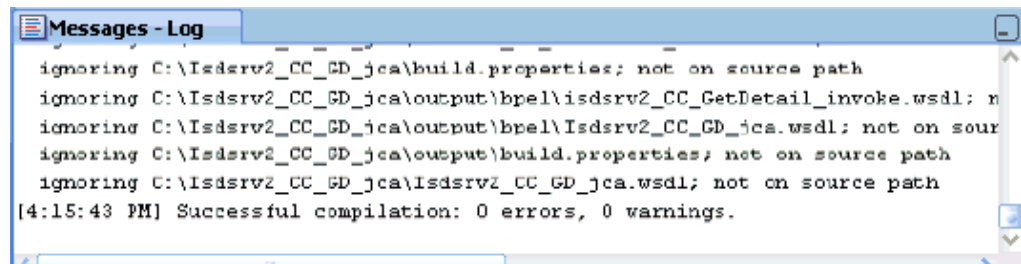 Messages - Log
ignoring C:\Isdsrv2_CC_GD_jca\build.properties; not on source path
ignoring C:\Isdsrv2_CC_GD_jca\output\bpel\isdsrv2_CC_GetDetail_invoke.wsdl; n
ignoring C:\Isdsrv2_CC_GD_jca\output\bpel\Isdsrv2_CC_GD_jca.wsdl; not on sour
ignoring C:\Isdsrv2_CC_GD_jca\output\build.properties; not on source path
ignoring C:\Isdsrv2_CC_GD_jca\Isdsrv2_CC_GD_jca.wsdl; not on source path
[4:15:43 PM] Successful compilation: 0 errors, 0 warnings.